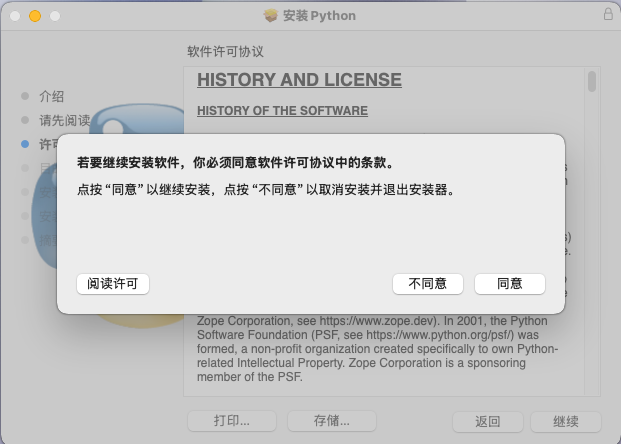 安装 Python
软件许可协议
HISTORY AND LICENSE
HISTORY OF THE SOFTWARE
介绍
请先阅读
若要继续安装软件，你必须同意软件许可协议中的条款。
点按“同意”以继续安装，点按“不同意”以取消安装并退出安装器。
阅读许可
不同意
同意
Zope Corporation, see https://www.zope.dev). In 2001, the Python
Software Foundation (PSF, see https://www.python.org/psf/) was
formed, a non-profit organization created specifically to own Python-
related Intellectual Property. Zope Corporation is a sponsoring
member of the PSF.
打印...
存储...
返回
继续